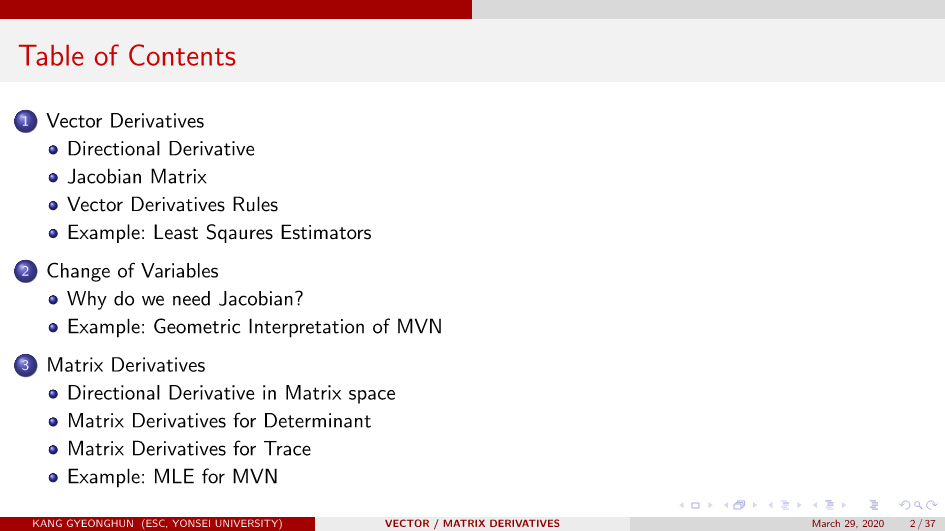 Table of Contents
1 Vector Derivatives
Directional Derivative
Jacobian Matrix
Vector Derivatives Rules
Example: Least Sqaures Estimators
2 Change of Variables
Why do we need Jacobian?
Example: Geometric Interpretation of MVN
3 Matrix Derivatives
Directional Derivative in Matrix space
Matrix Derivatives for Determinant
Matrix Derivatives for Trace
Example: MLE for MVN
KANG GYEONGHUN (ESC, YONSEI UNIVERSITY) VECTOR / MATRIX DERIVATIVES March 29, 2020 2 / 37